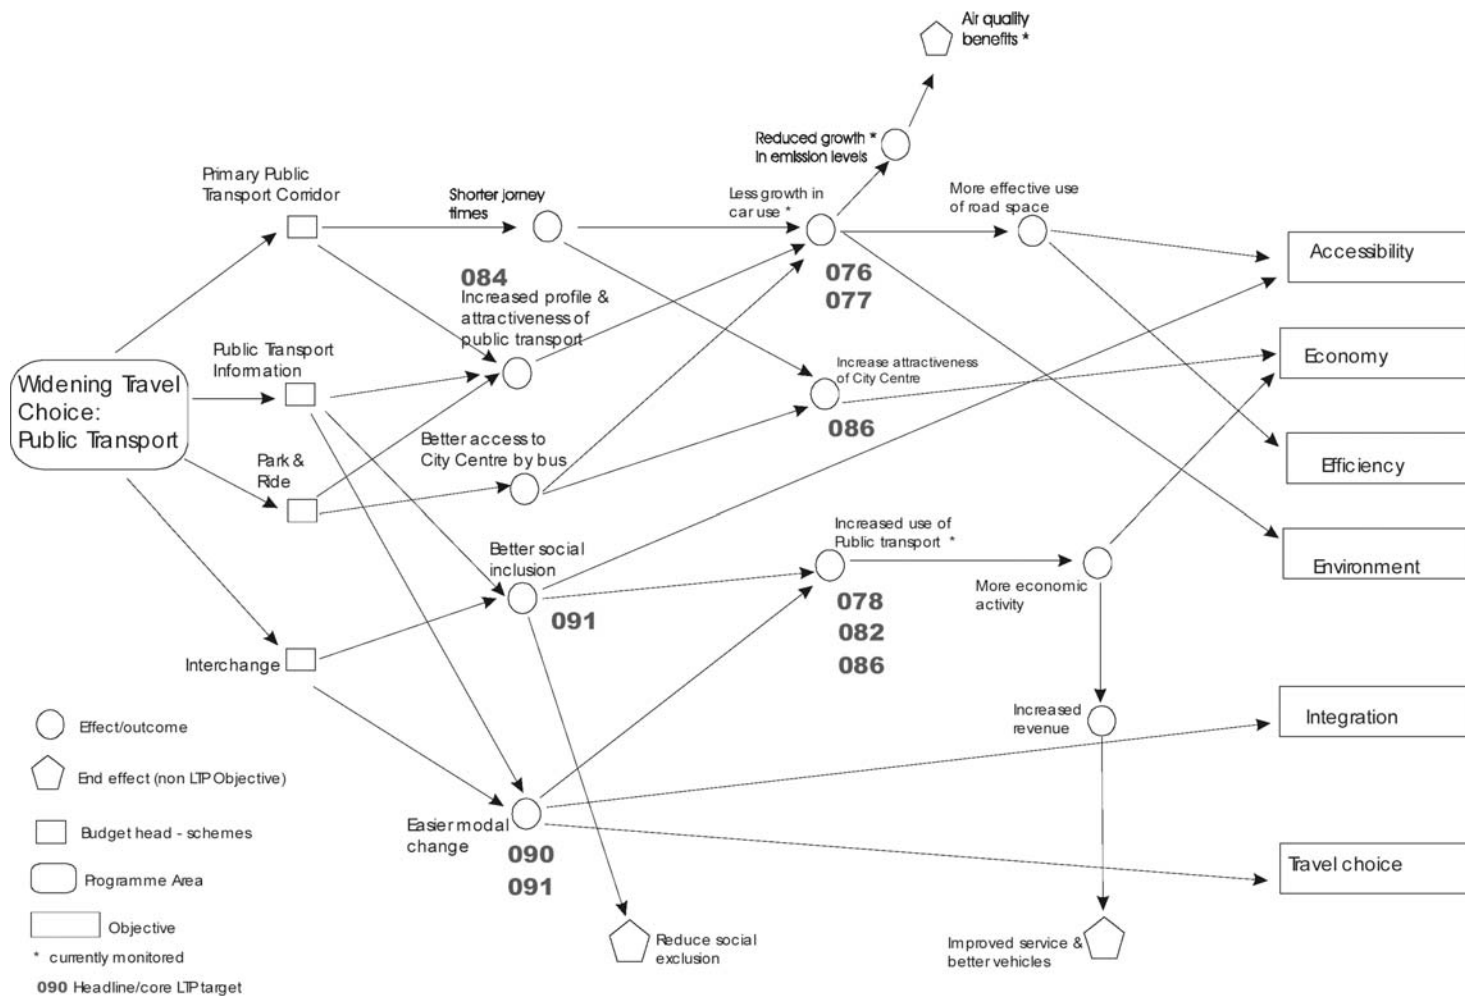 Air quality
benefits *
Reduced growth *
In emission levels
Primary Public
Transport Corridor
Shorter jorney
times
Less growth in
car use *
More effective use
of road space
Accessibility
084
Increased profile &
attractiveness of
public transport
076
077
Public Transport
Information
Increase attractiveness
of City Centre
Economy
Widening Travel
Choice:
Public Transport
086
Better access to
City Centre by bus
Park &
Ride
Efficiency
Increased use of
Public transport *
Better social
inclusion
091
Environment
More economic
activity
078
082
086
Interchange
Increased
revenue
Integration
Effect/outcome
End effect (non LTP Objective)
Easier modal
change
090
091
Budget head - schemes
Travel choice
Programme Area
Objective
Reduce social
exclusion
Improved service &
better vehicles
* currently monitored
090 Headline/core LTP target